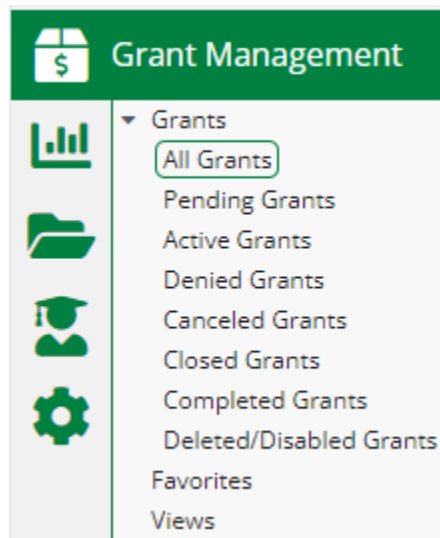 $
Grant Management
Grants
All Grants
Pending Grants
Active Grants
Denied Grants
Canceled Grants
Closed Grants
Completed Grants
Deleted/Disabled Grants
Favorites
Views